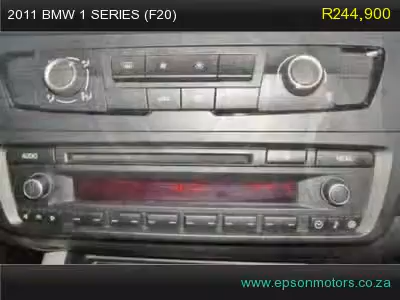 2011 BMW 1 SERIES (F20) R244,900
AUDIO MENU
www.epsonmotors.co.za